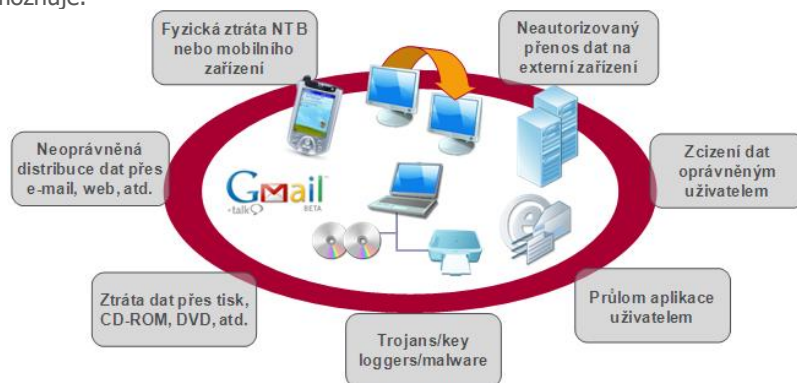 Fyzická ztráta NTB
nebo mobilního
zařízení
Neautorizovaný
přenos dat na
externí zařízení
Neoprávněná
distribuce dat přes
e-mail, web, atd.
Gmail
+talk
BETA
Zcizení dat
oprávněným
uživatelem
Ztráta dat přes tisk,
CD-ROM, DVD, atd.
Trojans/key
loggers/malware
Průlom aplikace
uživatelem